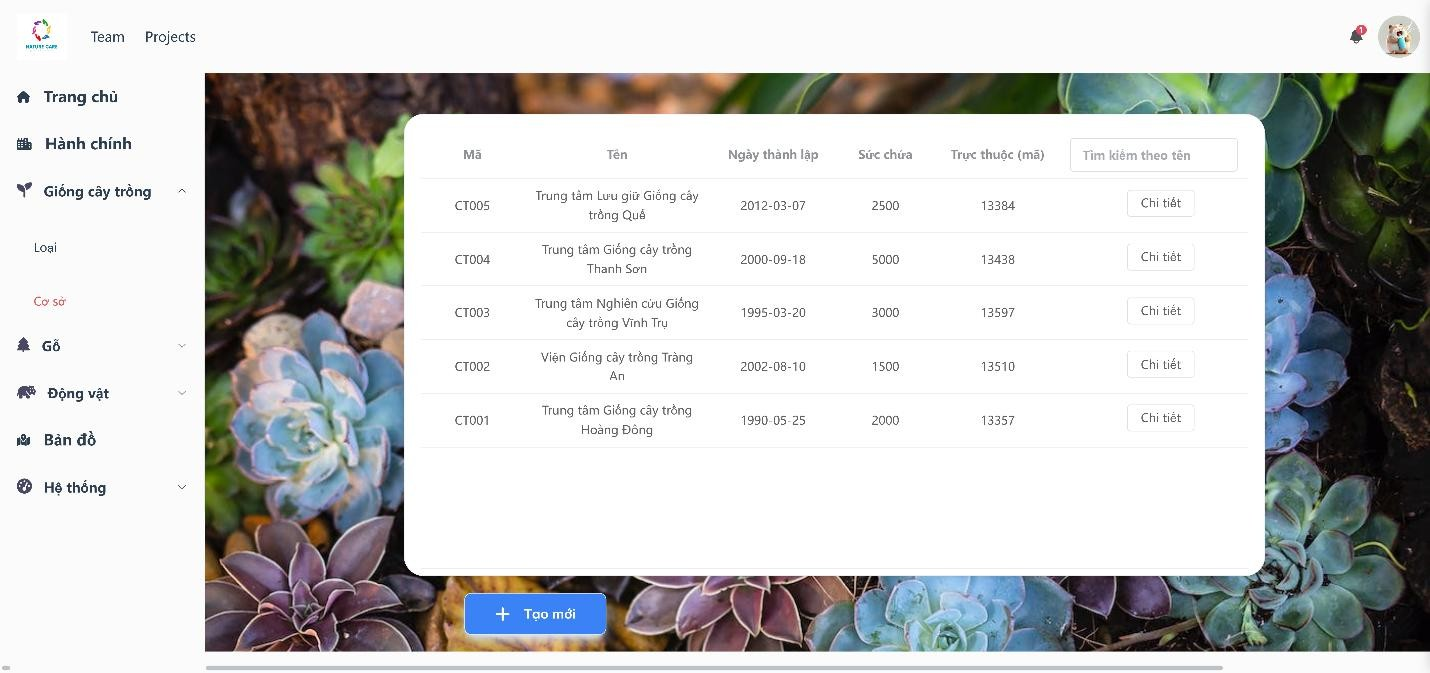 NATURE CARE
Team Projects
1
Trang chủ
Hành chính
Giống cây trồng
Loại
Cơ sở
Gỗ
Động vật
Bản đồ
Hệ thống
Mã Tên Ngày thành lập Sức chứa Trực thuộc (mã) Tìm kiếm theo tên
CT005 Trung tâm Lưu giữ Giống cây 2012-03-07 2500 13384 Chi tiết
trồng Quế
CT004 Trung tâm Giống cây trồng 2000-09-18 5000 13438 Chi tiết
Thanh Sơn
CT003 Trung tâm Nghiên cứu Giống 1995-03-20 3000 13597 Chi tiết
cây trồng Vĩnh Trụ
CT002 Viện Giống cây trồng Tràng 2002-08-10 1500 13510 Chi tiết
An
CT001 Trung tâm Giống cây trồng 1990-05-25 2000 13357 Chi tiết
Hoàng Đông
Tạo mới